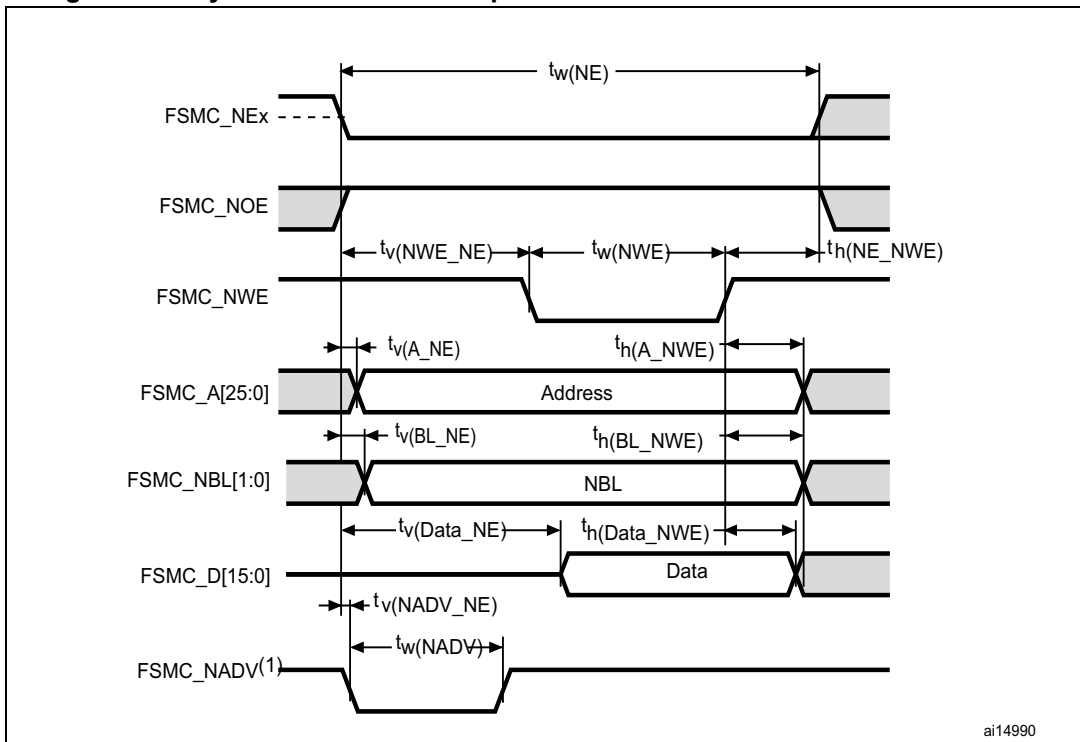 tw(NE)
FSMC_NEx
FSMC_NOE
tv(NWE_NE)
tw(NWE)
th(NE_NWE)
FSMC_NWE
tv(A_NE)
th(A_NWE)
FSMC_A[25:0]
Address
tv(BL_NE)
th(BL_NWE)
FSMC_NBL[1:0]
NBL
tv(Data_NE)
th(Data_NWE)
FSMC_D[15:0]
Data
tv(NADV_NE)
tw(NADV)
FSMC_NADV(1)
ai14990